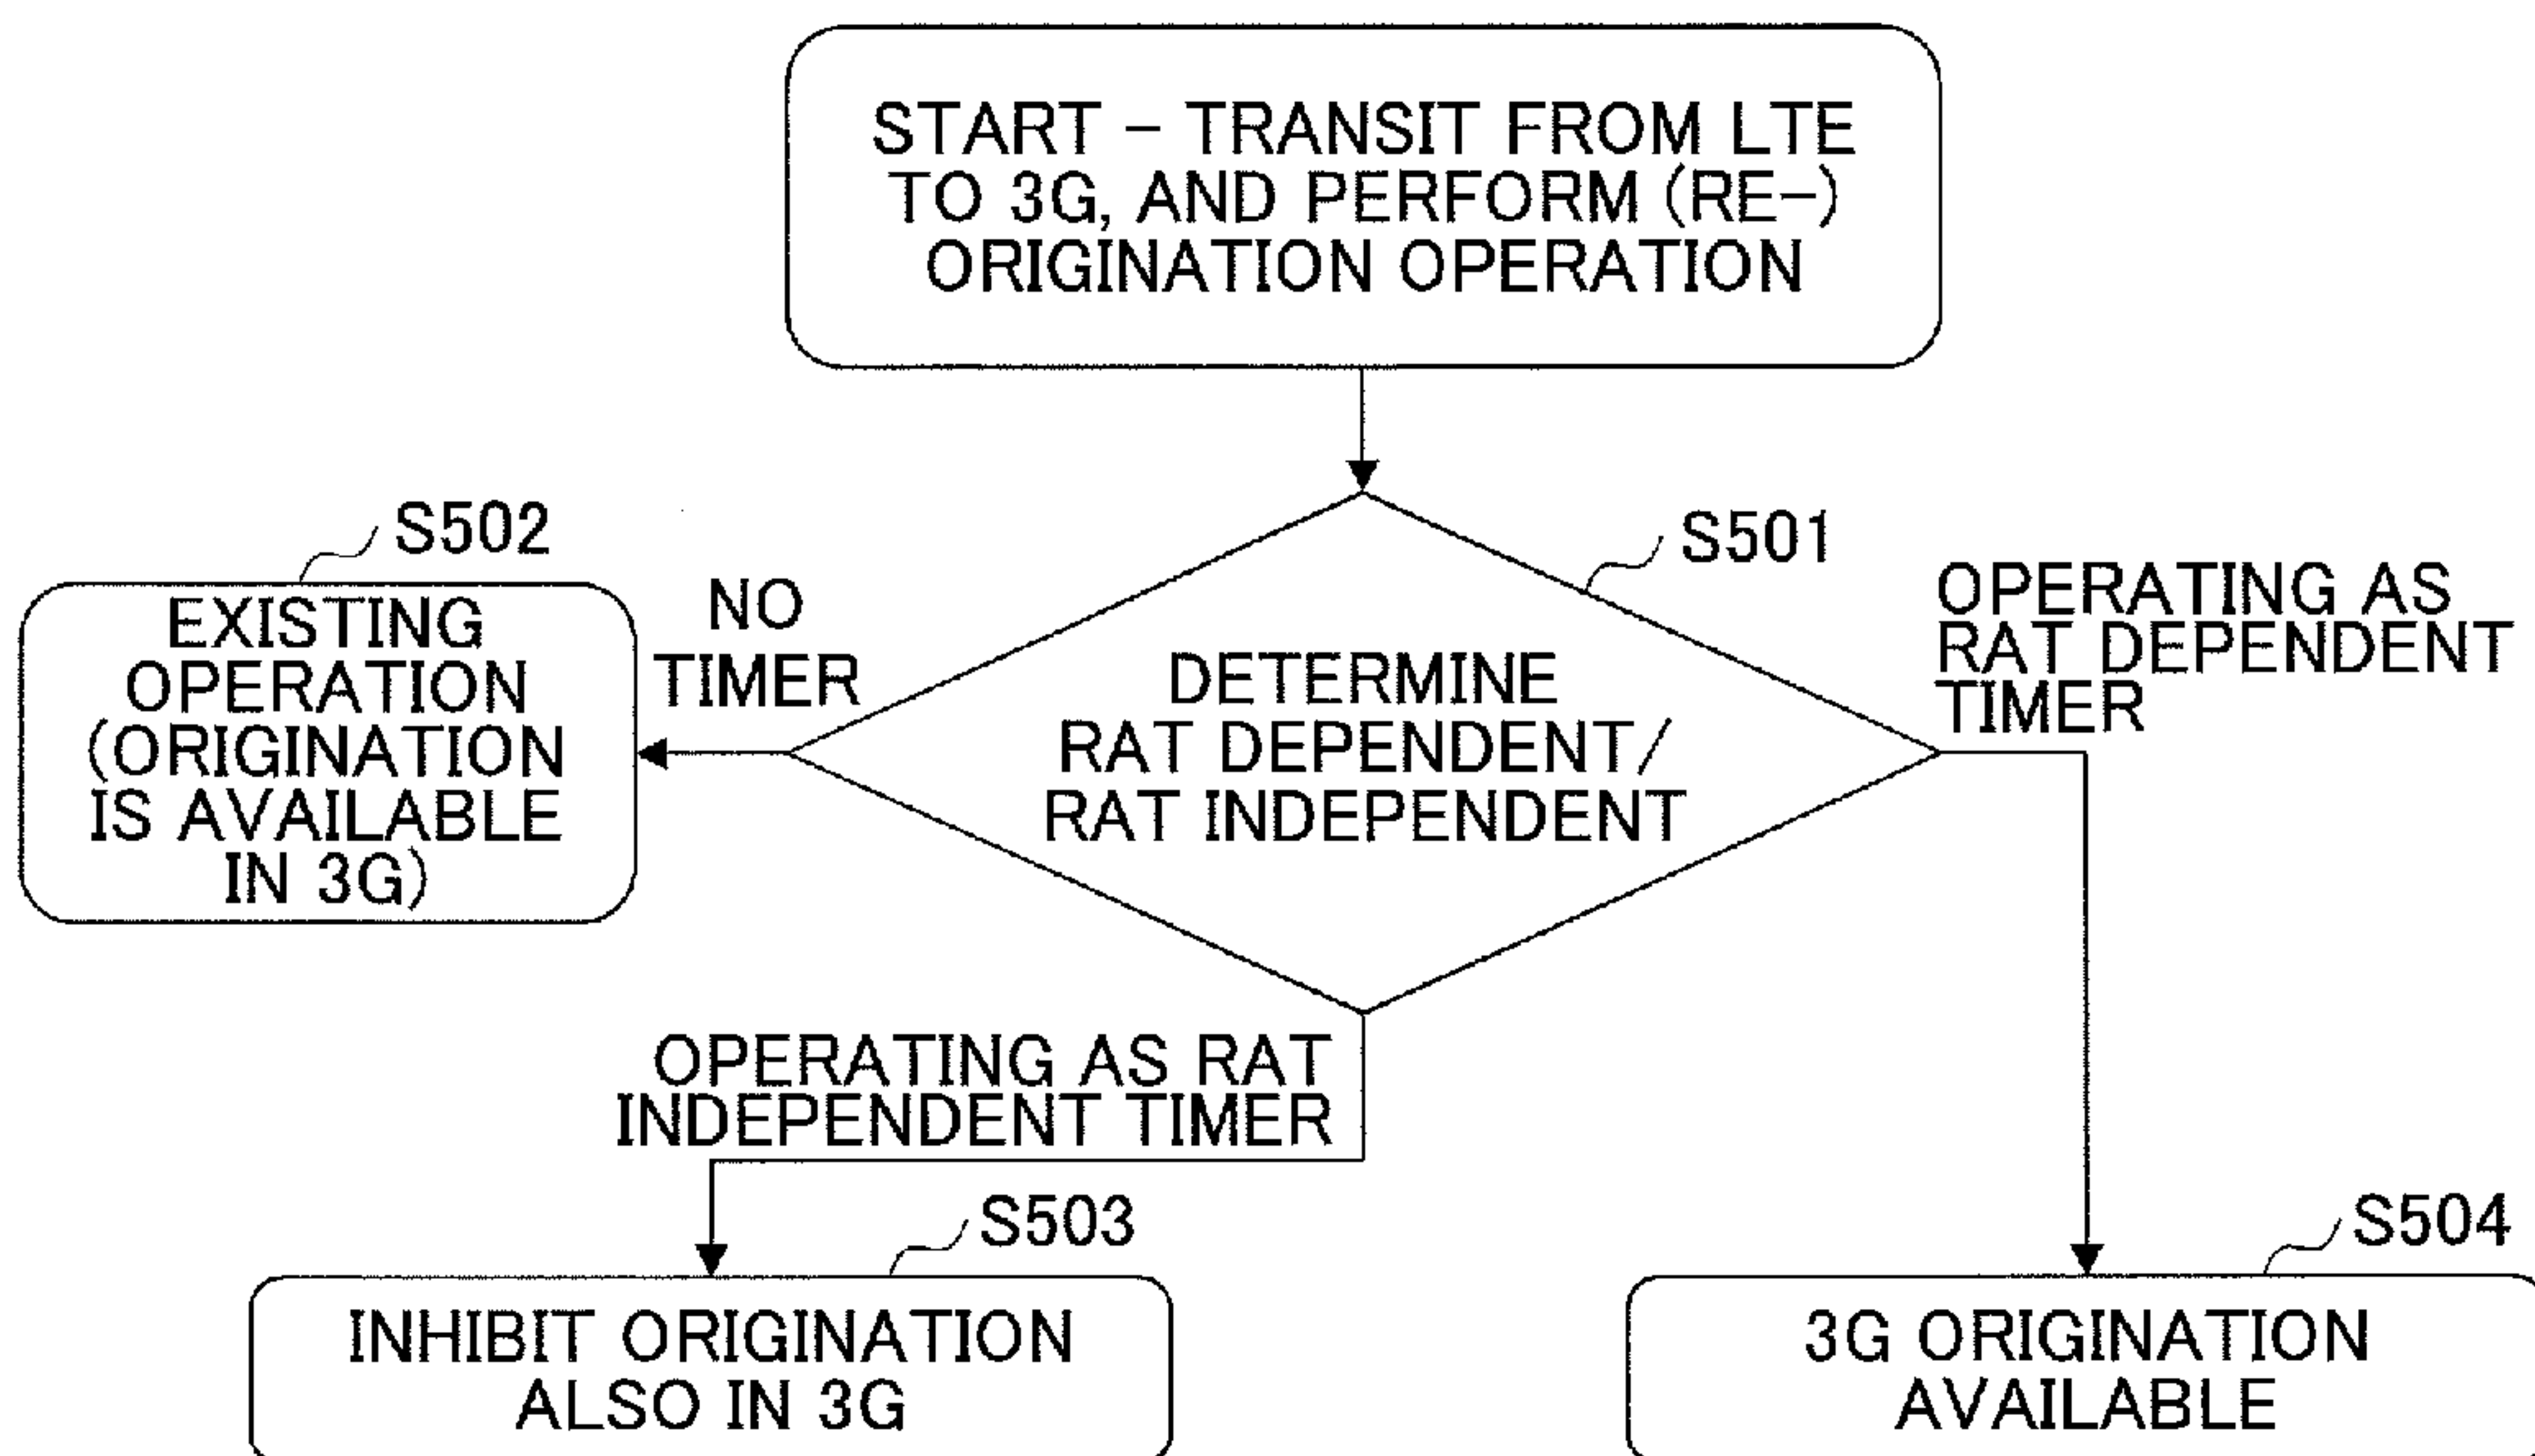 START – TRANSIT FROM LTE
TO 3G, AND PERFORM (RE-)
ORIGINATION OPERATION
S502
S501
EXISTING
OPERATION
(ORIGINATION
IS AVAILABLE
IN 3G)
NO
TIMER
DETERMINE
RAT DEPENDENT/
RAT INDEPENDENT
OPERATING AS
RAT DEPENDENT
TIMER
OPERATING AS RAT
INDEPENDENT TIMER
S503
INHIBIT ORIGINATION
ALSO IN 3G
S504
3G ORIGINATION
AVAILABLE